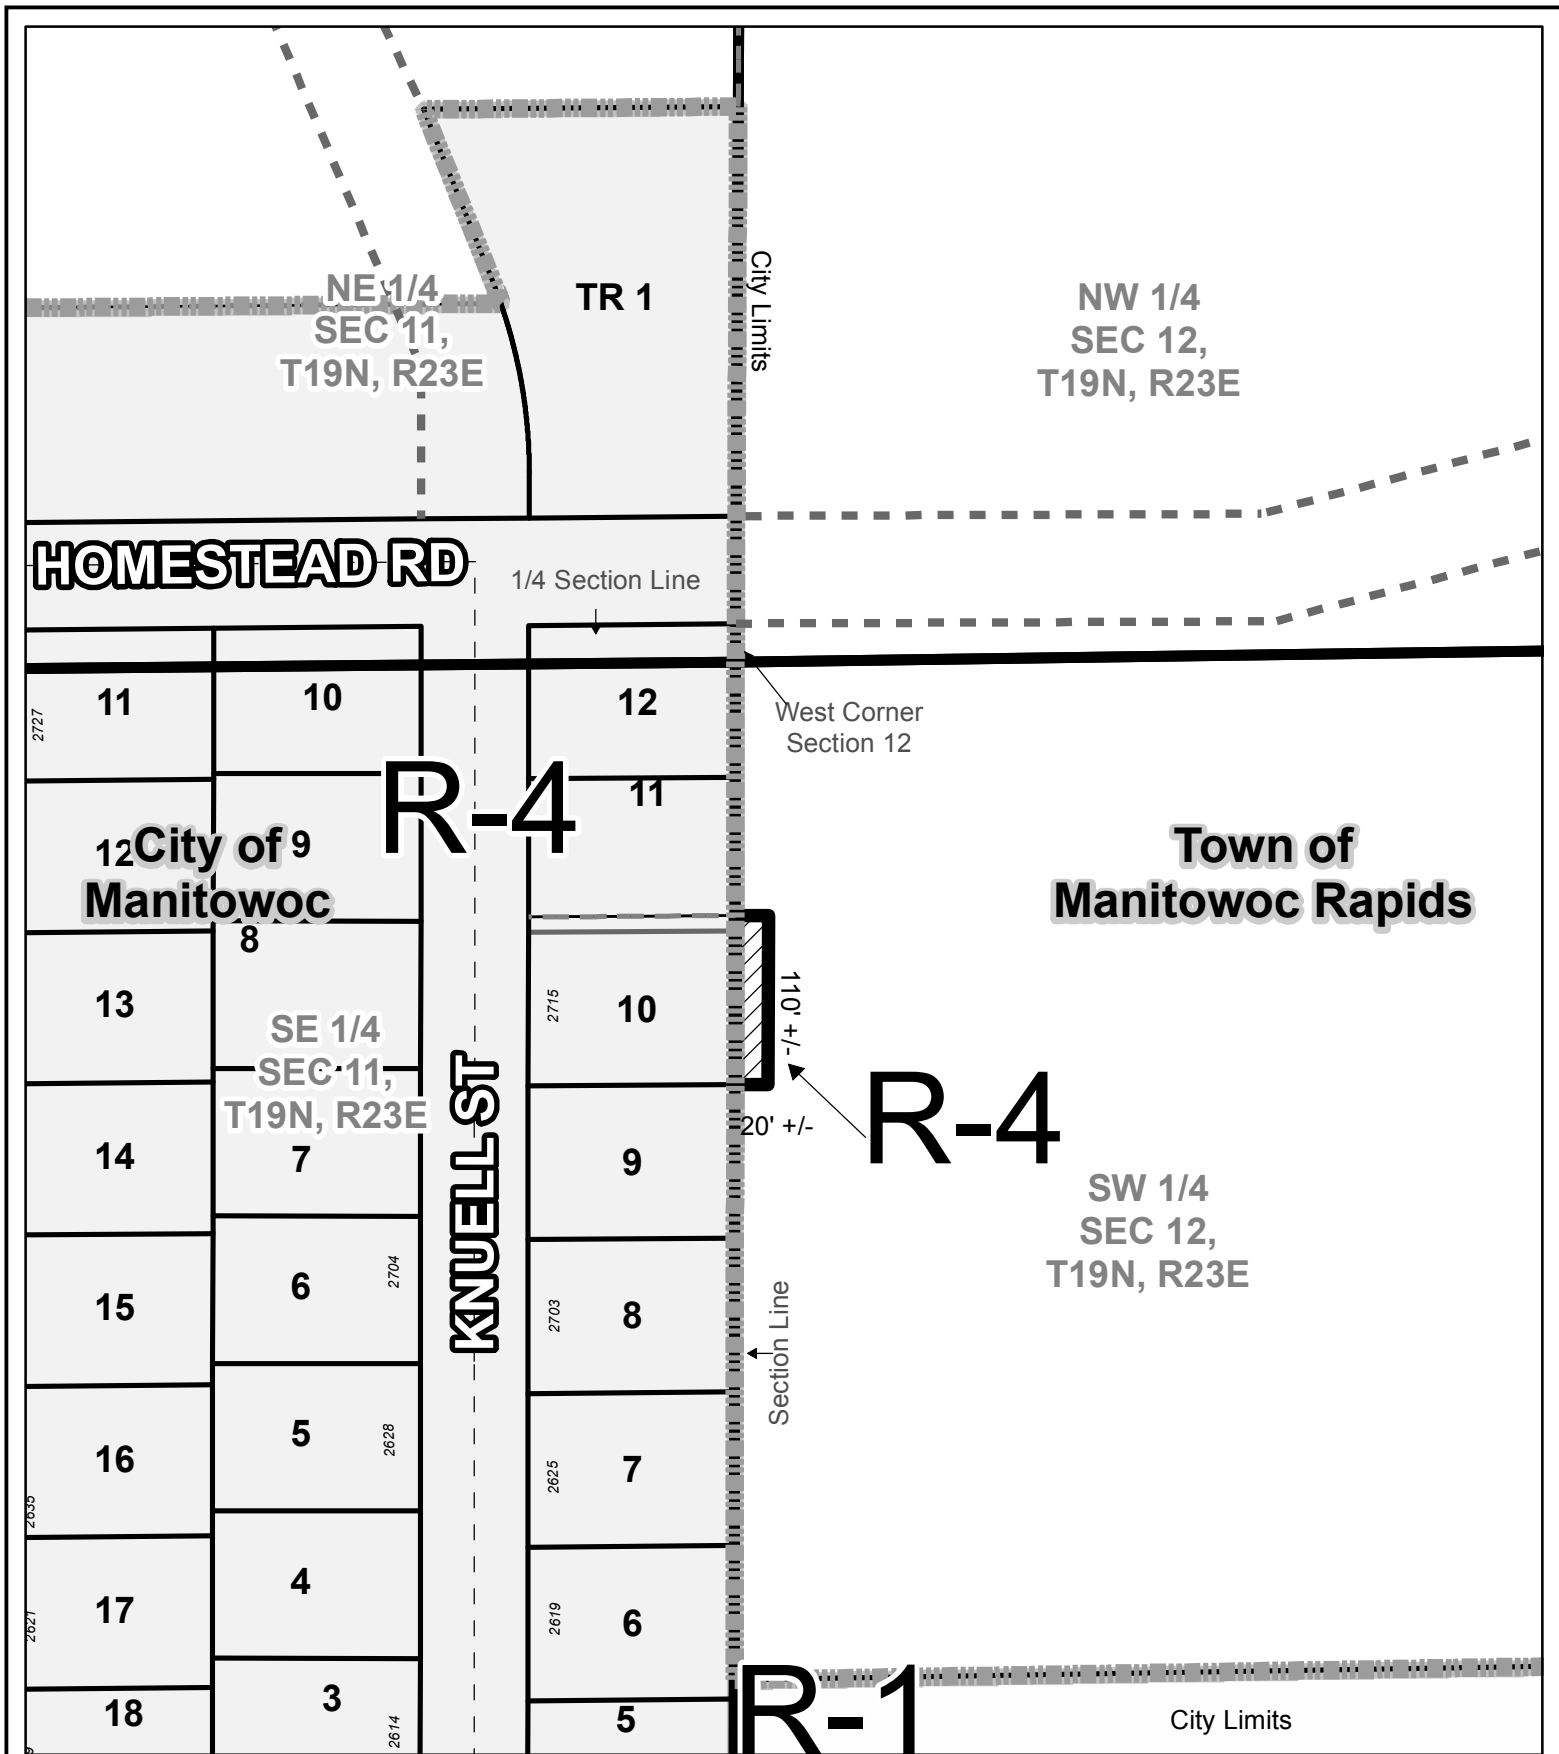 NE 1/4
SEC 11,
T19N, R23E
TR 1
City Limits
NW 1/4
SEC 12,
T19N, R23E
HOMESTEAD RD
1/4 Section Line
West Corner
Section 12
11
10
12
2727
R-4
11
12
9
City of
Manitowoc
Town of
Manitowoc Rapids
8
13
2715
10
110' +/-
SE 1/4
SEC 11,
T19N, R23E
KNUELL ST
R-4
20' +/-
14
7
9
SW 1/4
SEC 12,
T19N, R23E
15
6
2704
2703
8
Section Line
16
5
2628
2625
7
2635
17
4
2619
6
2621
18
3
2614
5
R-1
City Limits
9